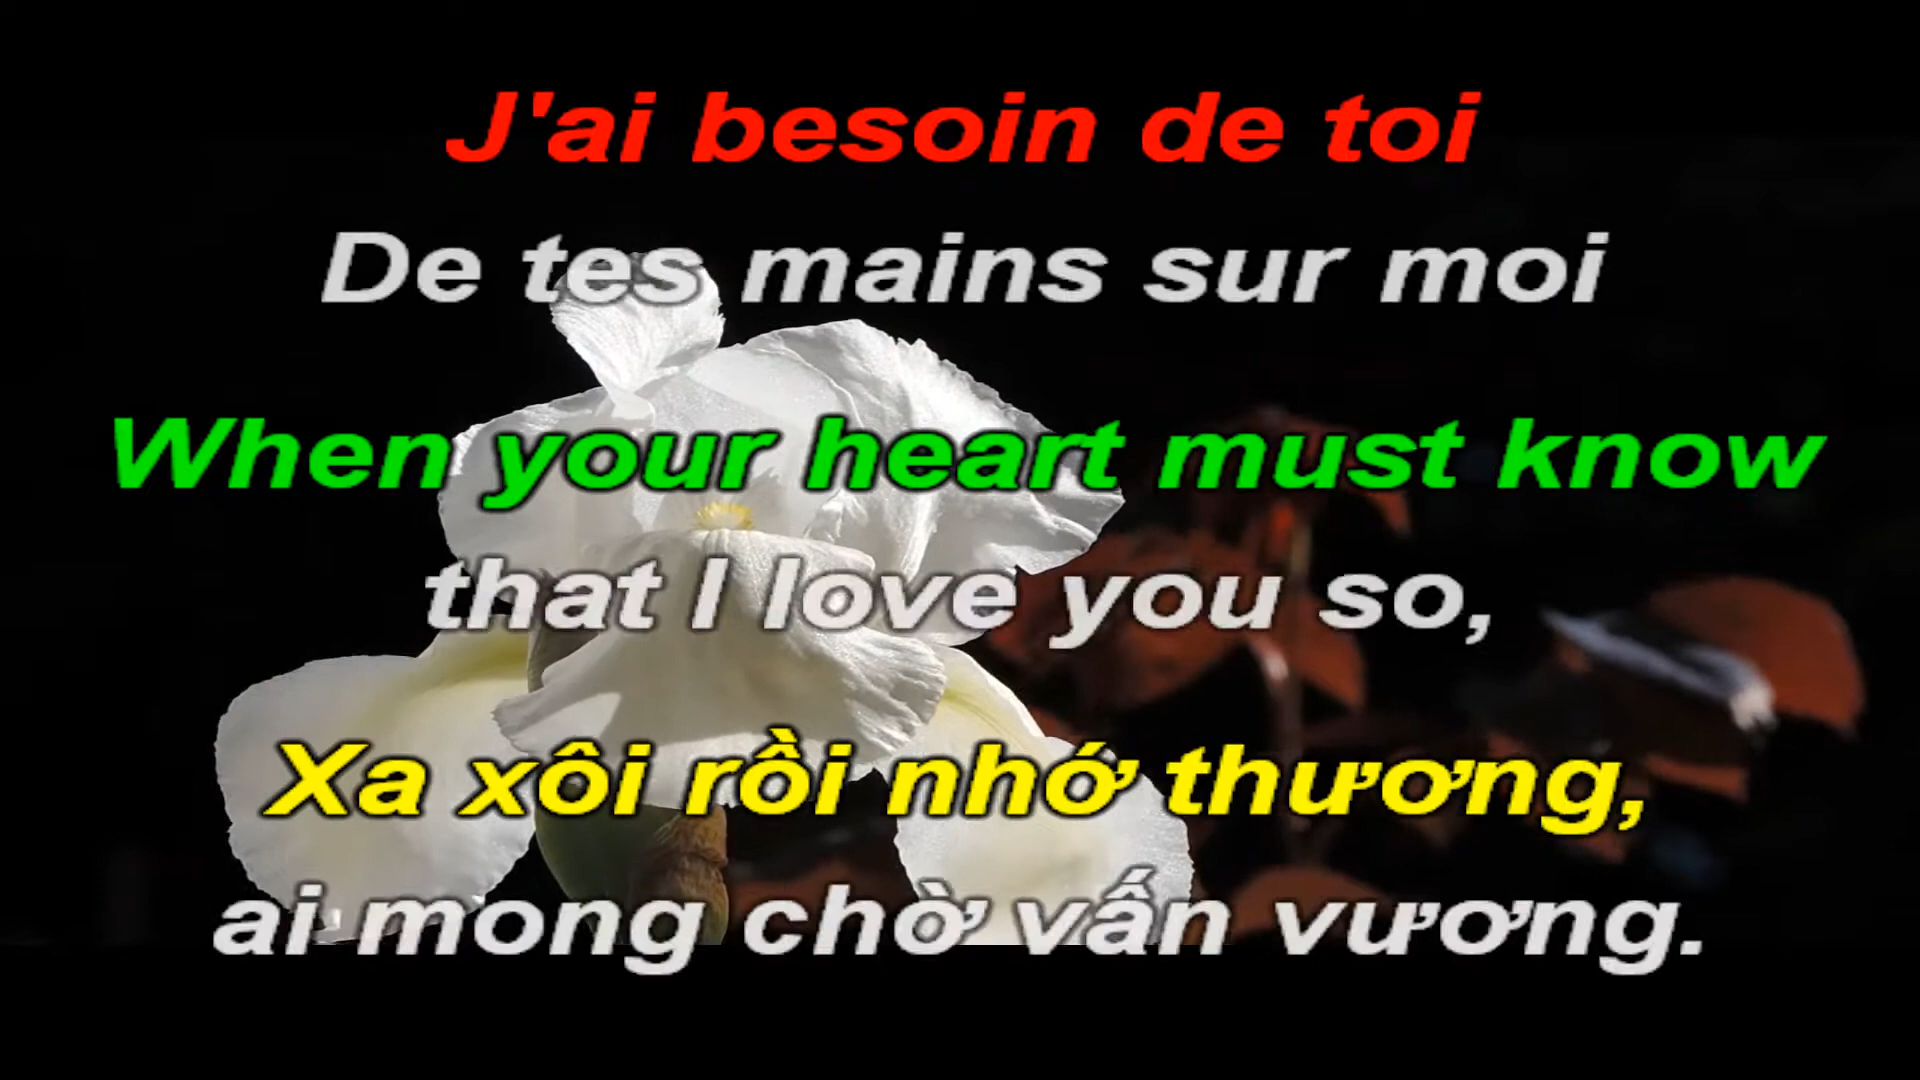 J'ai besoin de toi
De tes mains sur moi
When your heart must know
that I love you so,
Xa xôi rồi nhớ thương,
ai mong chờ vấn vương.